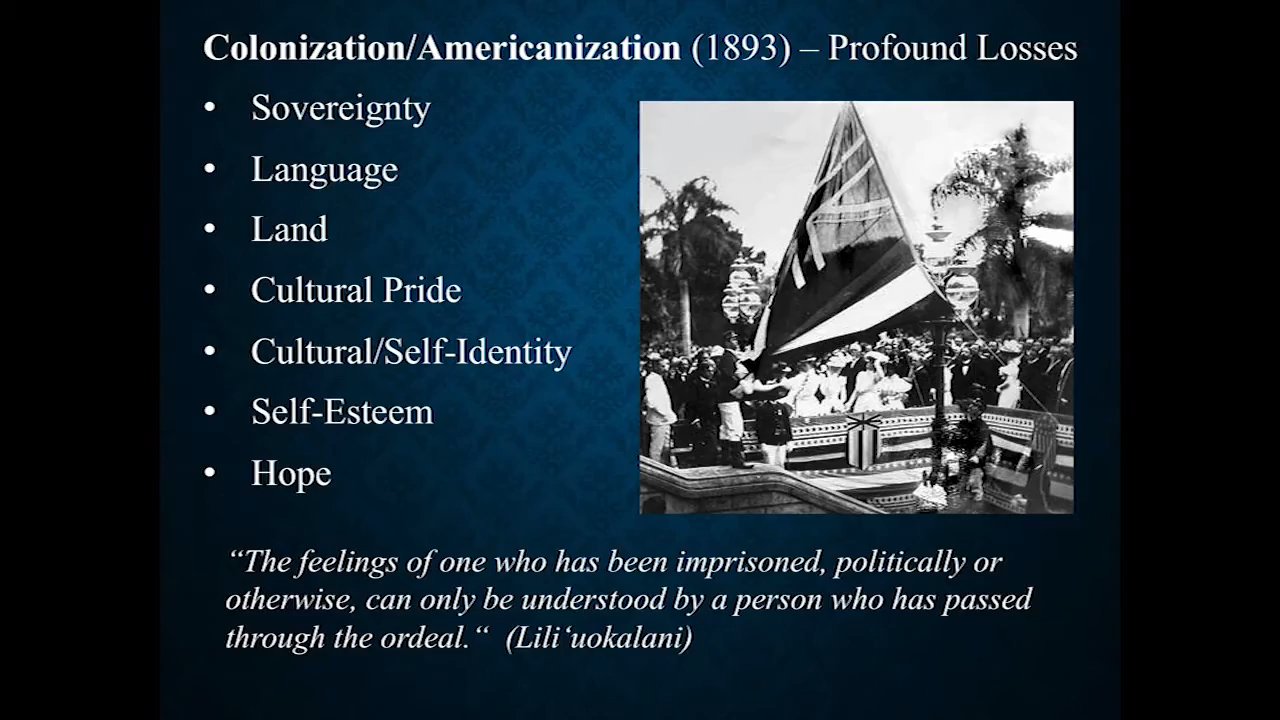 Colonization/Americanization (1893) – Profound Losses
• Sovereignty
• Language
• Land
• Cultural Pride
• Cultural/Self-Identity
• Self-Esteem
• Hope
“The feelings of one who has been imprisoned, politically or
otherwise, can only be understood by a person who has passed
through the ordeal.“ (Lili‘uokalani)